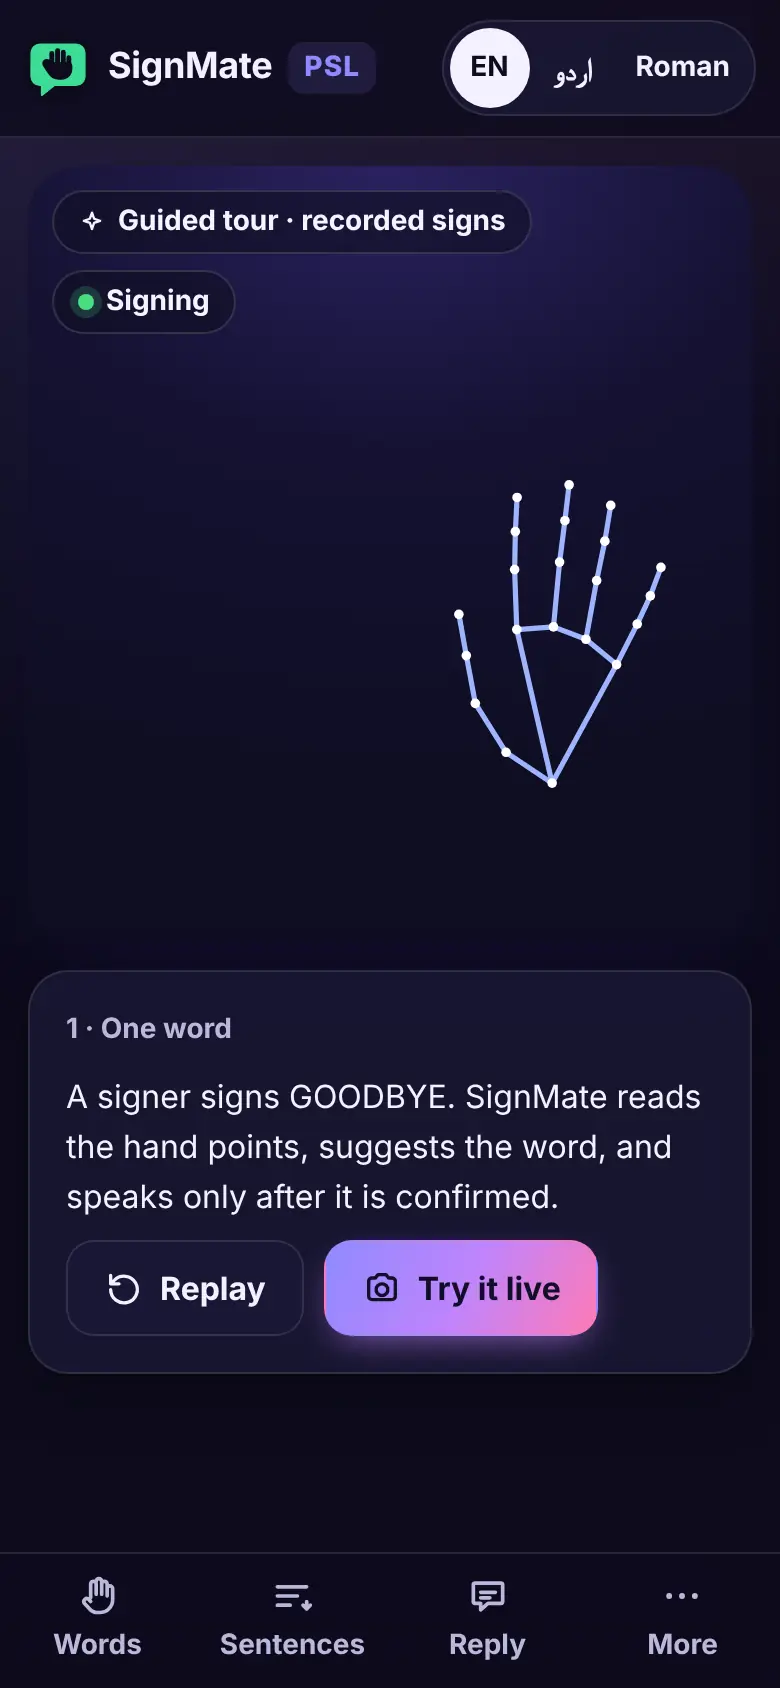 SignMate PSL EN اردو Roman
Guided tour · recorded signs
Signing
1 · One word
A signer signs GOODBYE. SignMate reads
the hand points, suggests the word, and
speaks only after it is confirmed.
Replay Try it live
Words Sentences Reply More